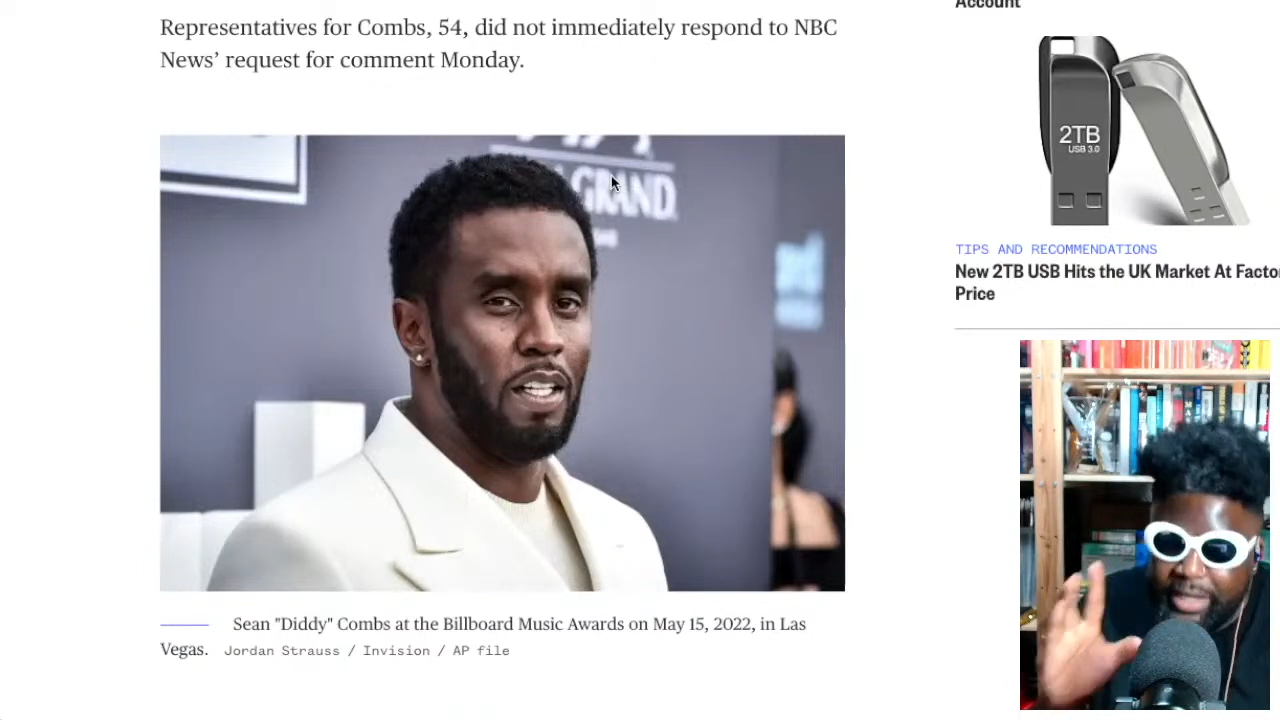 Account
Representatives for Combs, 54, did not immediately respond to NBC
News’ request for comment Monday.
GRAND
2TB
USB 3.0
TIPS AND RECOMMENDATIONS
New 2TB USB Hits the UK Market At Facto
Price
Sean "Diddy" Combs at the Billboard Music Awards on May 15, 2022, in Las
Vegas. Jordan Strauss / Invision / AP file